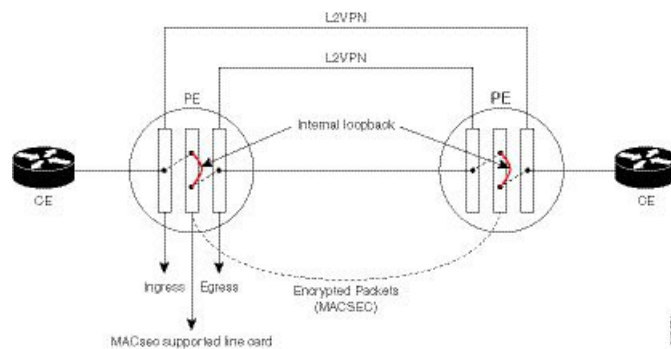 L2VPN
L2VPN
PE
PE
Internal loopback
CE
CE
Ingress
Egress
Encrypted Packets
(MACSEC)
MACsec supported line card